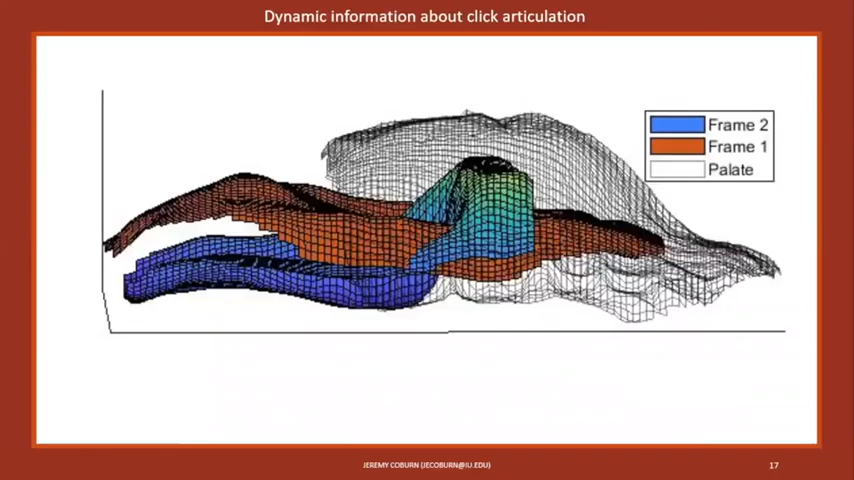 Dynamic information about click articulation
Frame 2
Frame 1
Palate
JEREMY COBURN (JECOBURN@IU.EDU)
17